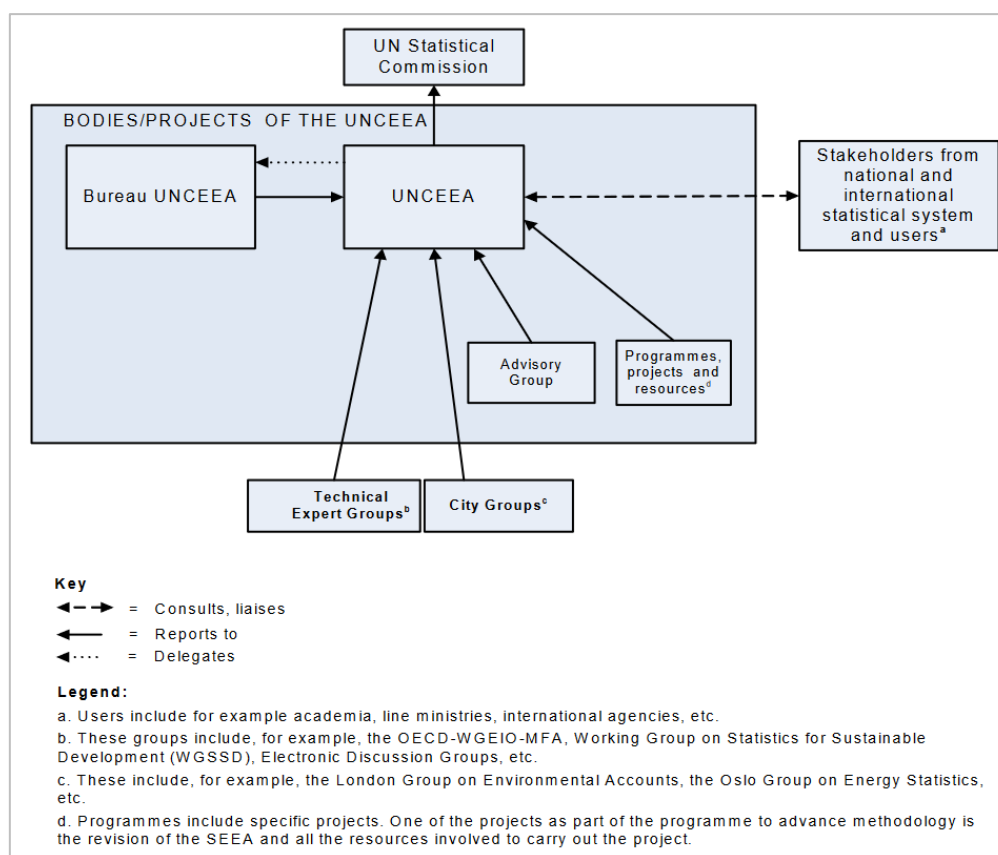 UN Statistical
Commission
BODIES/PROJECTS OF THE UNCEEA
Bureau UNCEEA
UNCEEA
Stakeholders from
national and
international
statistical system
and usersᵃ
Advisory
Group
Programmes,
projects and
resourcesᵈ
Technical
Expert Groupsᵇ
City Groupsᶜ
Key
= Consults, liaises
= Reports to
= Delegates
Legend:
a. Users include for example academia, line ministries, international agencies, etc.
b. These groups include, for example, the OECD-WGEIO-MFA, Working Group on Statistics for Sustainable
Development (WGSSD), Electronic Discussion Groups, etc.
c. These include, for example, the London Group on Environmental Accounts, the Oslo Group on Energy Statistics,
etc.
d. Programmes include specific projects. One of the projects as part of the programme to advance methodology is
the revision of the SEEA and all the resources involved to carry out the project.